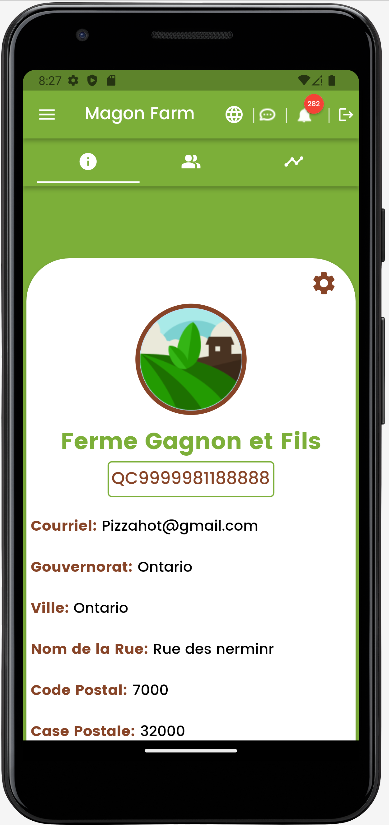 8:27
Magon Farm
282
Ferme Gagnon et Fils
QC9999981188888
Courriel: Pizzahot@gmail.com
Gouvernorat: Ontario
Ville: Ontario
Nom de la Rue: Rue des nerminr
Code Postal: 7000
Case Postale: 32000